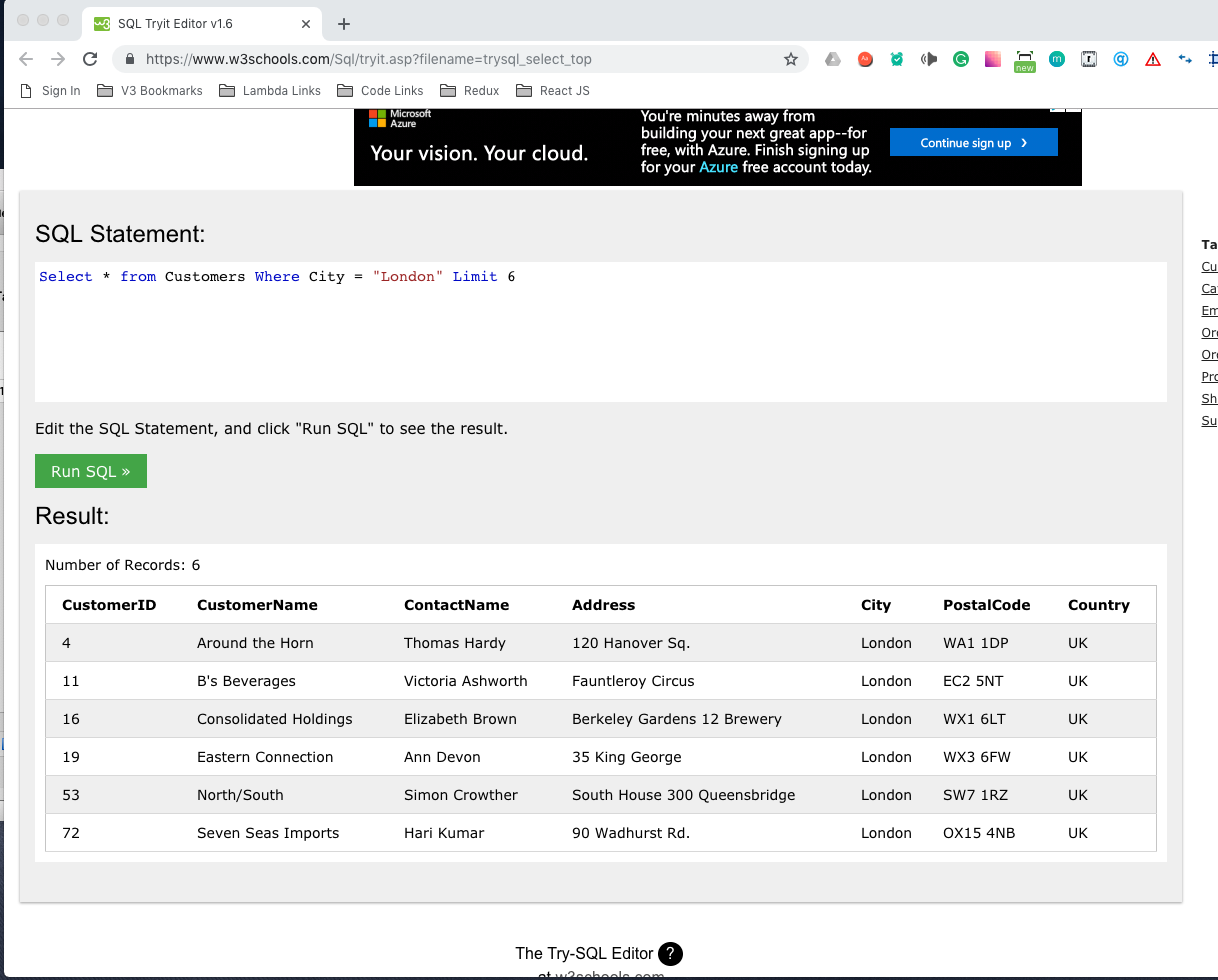 SQL Tryit Editor v1.6
https://www.w3schools.com/Sql/tryit.asp?filename=trysql_select_top
new
Sign In V3 Bookmarks Lambda Links Code Links Redux React JS
Microsoft
Azure
Your vision. Your cloud.
You're minutes away from
building your next great app--for
free, with Azure. Finish signing up
for your Azure free account today.
Continue sign up
SQL Statement:
Select * from Customers Where City = "London" Limit 6
Edit the SQL Statement, and click "Run SQL" to see the result.
Run SQL »
Result:
Number of Records: 6
CustomerID CustomerName ContactName Address City PostalCode Country
4 Around the Horn Thomas Hardy 120 Hanover Sq. London WA1 1DP UK
11 B's Beverages Victoria Ashworth Fauntleroy Circus London EC2 5NT UK
16 Consolidated Holdings Elizabeth Brown Berkeley Gardens 12 Brewery London WX1 6LT UK
19 Eastern Connection Ann Devon 35 King George London WX3 6FW UK
53 North/South Simon Crowther South House 300 Queensbridge London SW7 1RZ UK
72 Seven Seas Imports Hari Kumar 90 Wadhurst Rd. London OX15 4NB UK
Ta
Cu
Ca
Em
Or
Or
Pro
Sh
Su
The Try-SQL Editor ?
at w3schools.com